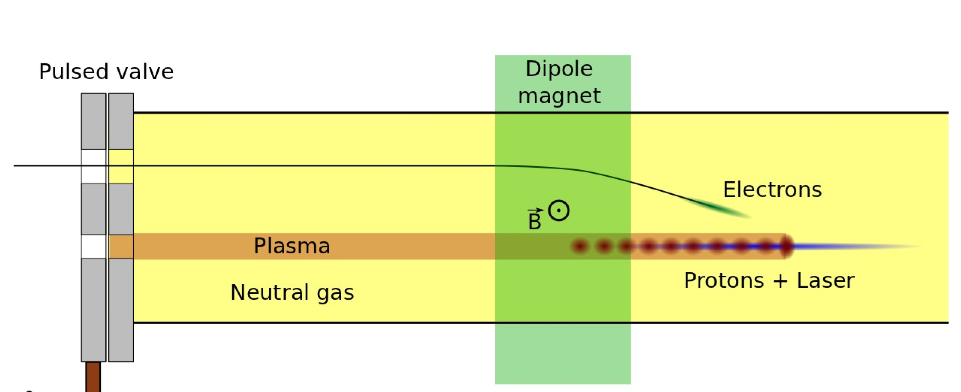 Pulsed valve
Dipole
magnet
Electrons
B
Plasma
Protons + Laser
Neutral gas